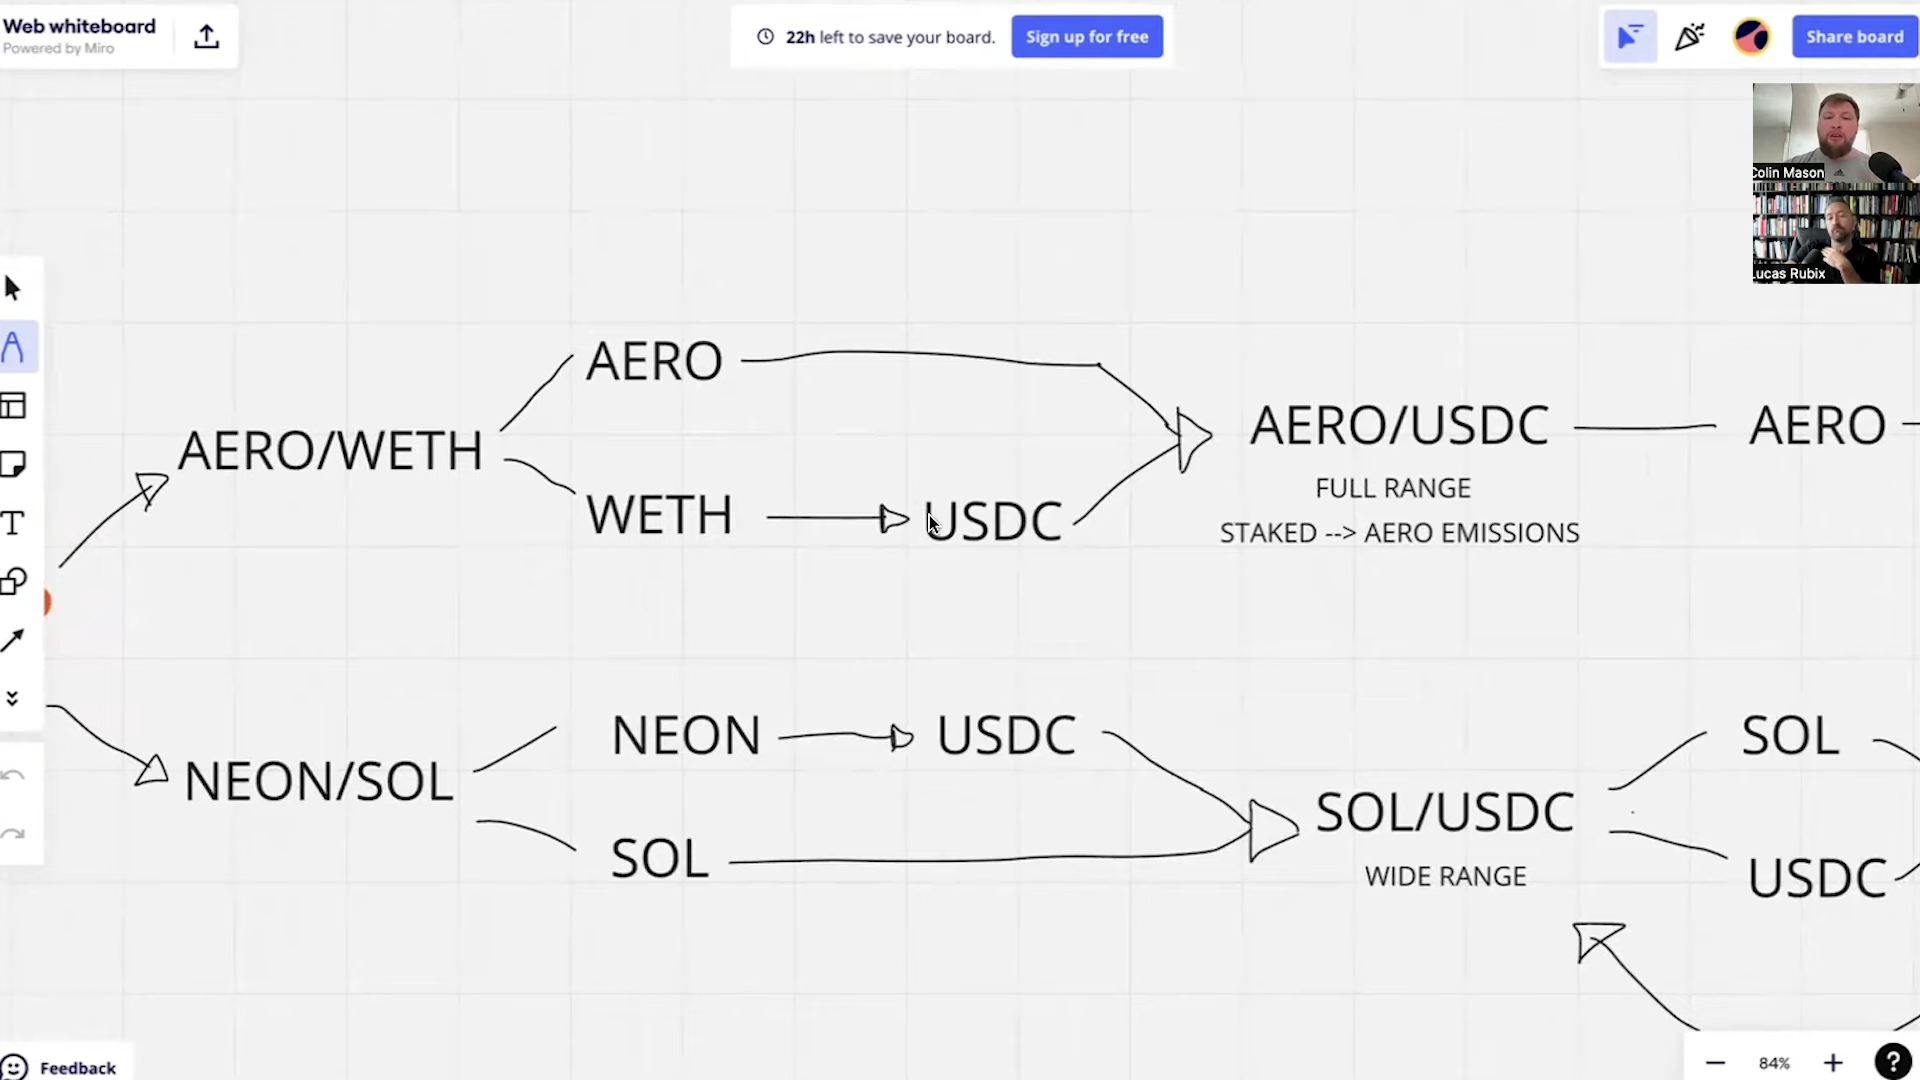 Web whiteboard
Powered by Miro
22h left to save your board.
Sign up for free
Share board
Colin Mason
Lucas Rubix
AERO
AERO/WETH
WETH
USDC
AERO/USDC
FULL RANGE
STAKED --> AERO EMISSIONS
AERO
NEON/SOL
NEON
USDC
SOL
SOL/USDC
WIDE RANGE
SOL
USDC
Feedback
84%